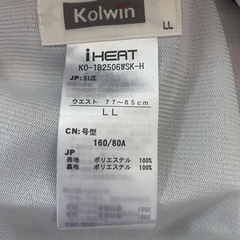 Kolwin
LL
iHEAT
KO-1B2506WSK-H
JP:SIZE
ウエスト 77~85cm
LL
CN:号型
160/80A
JP
表地 ポリエステル 100%
裏地 ポリエステル 100%